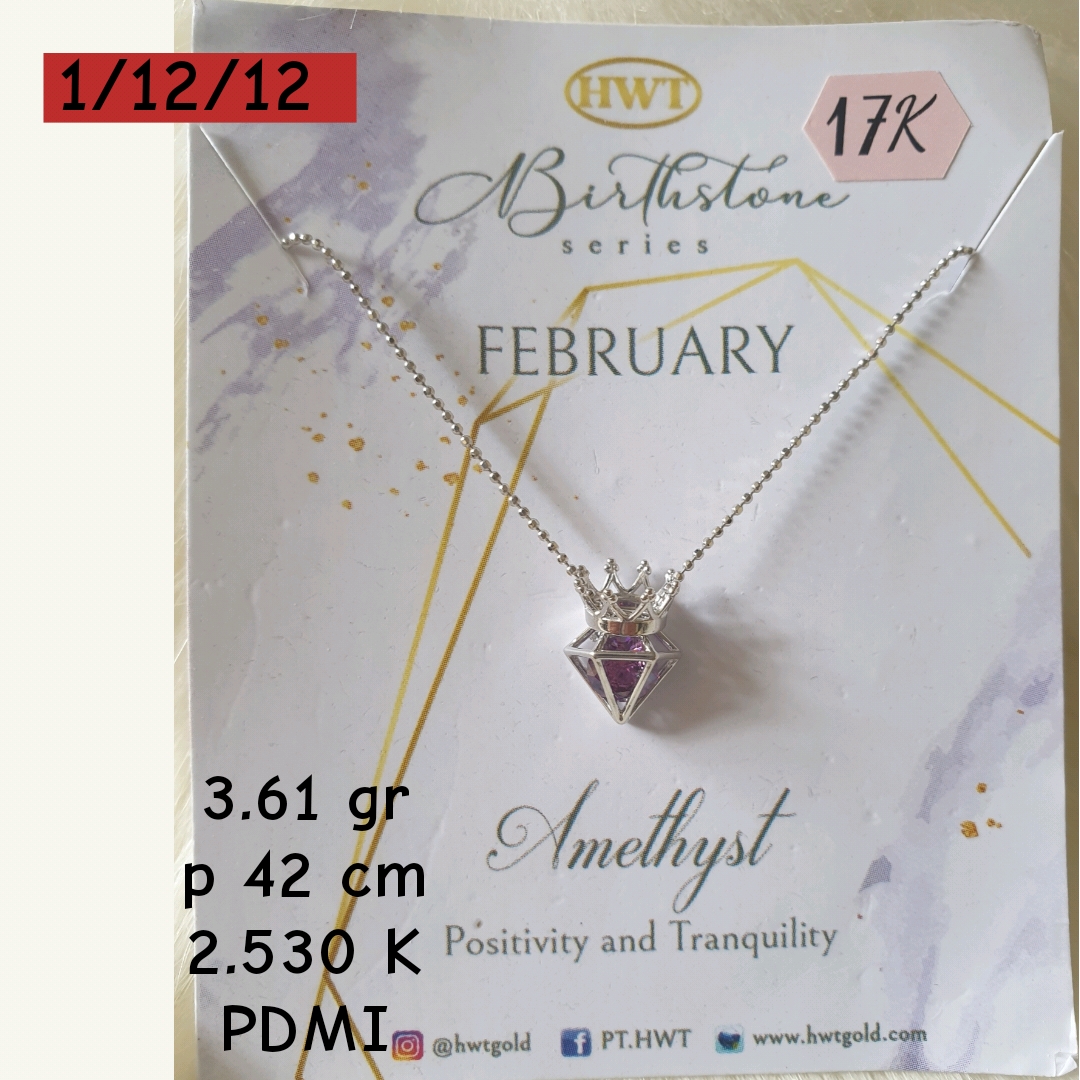 1/12/12
HWT
17K
Birthstone
series
FEBRUARY
3.61 gr
p 42 cm
2.530 K
PDMI
Amethyst
Positivity and Tranquility
@hwtgold PT.HWT www.hwtgold.com